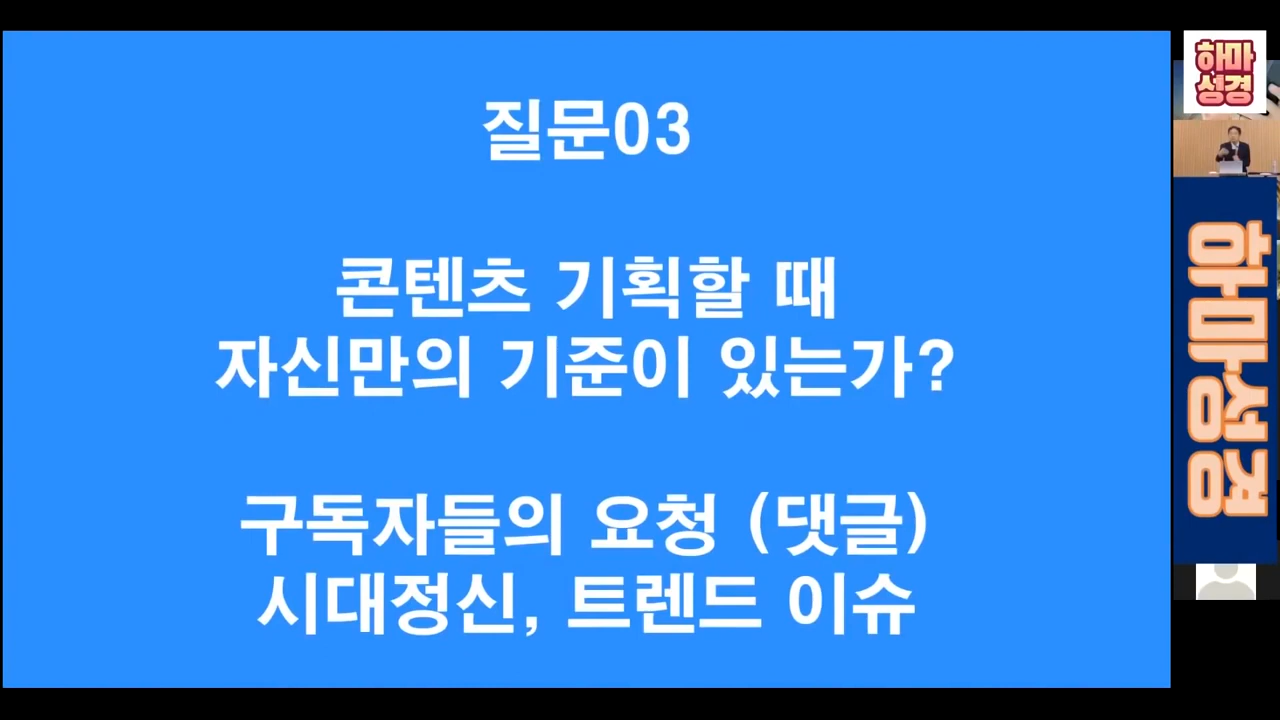 질문03
콘텐츠 기획할 때
자신만의 기준이 있는가?
구독자들의 요청 (댓글)
시대정신, 트렌드 이슈
하마
성경
하마성경